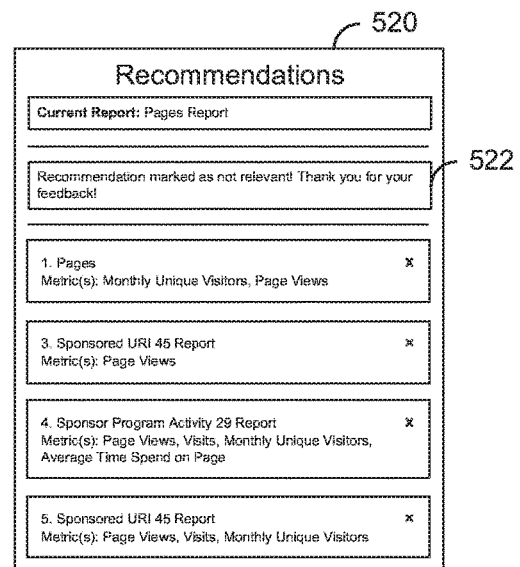 520
Recommendations
Current Report: Pages Report
522
Recommendation marked as not relevant! Thank you for your
feedback!
1. Pages x
Metric(s): Monthly Unique Visitors, Page Views
3. Sponsored URI 45 Report x
Metric(s): Page Views
4. Sponsor Program Activity 29 Report x
Metric(s): Page Views, Visits, Monthly Unique Visitors,
Average Time Spend on Page
5. Sponsored URI 45 Report x
Metric(s): Page Views, Visits, Monthly Unique Visitors